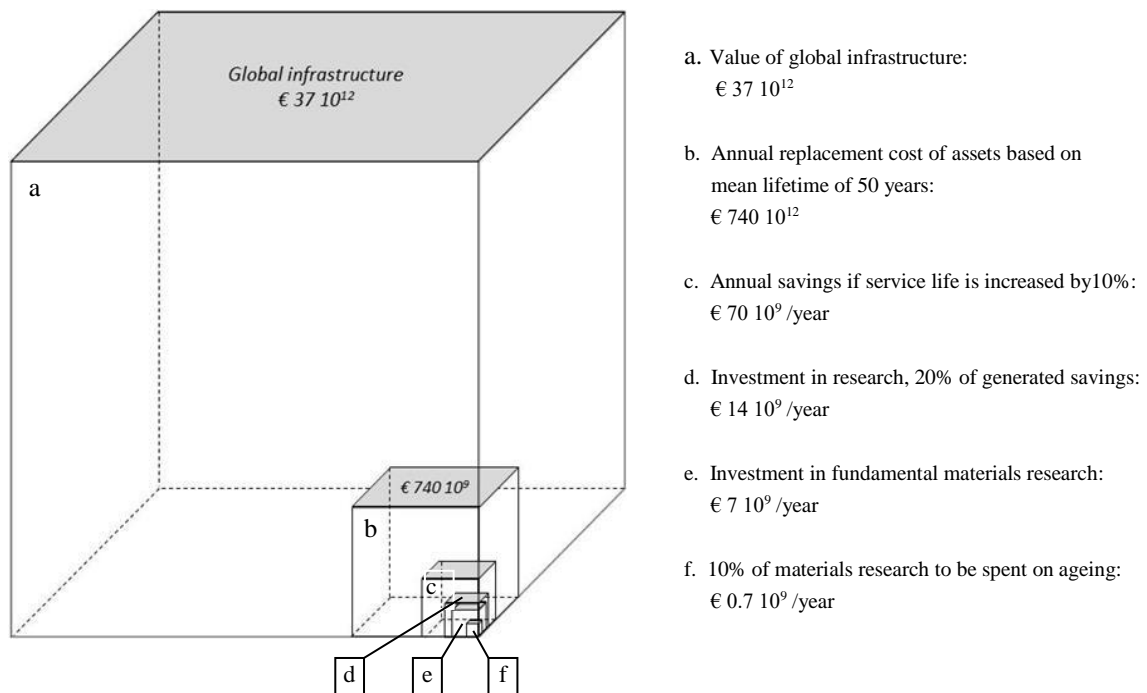 Global infrastructure
€ 37 10¹²
a
€ 740 10⁹
b
c
d
e
f
a. Value of global infrastructure:
€ 37 10¹²
b. Annual replacement cost of assets based on
mean lifetime of 50 years:
€ 740 10¹²
c. Annual savings if service life is increased by10%:
€ 70 10⁹ /year
d. Investment in research, 20% of generated savings:
€ 14 10⁹ /year
e. Investment in fundamental materials research:
€ 7 10⁹ /year
f. 10% of materials research to be spent on ageing:
€ 0.7 10⁹ /year